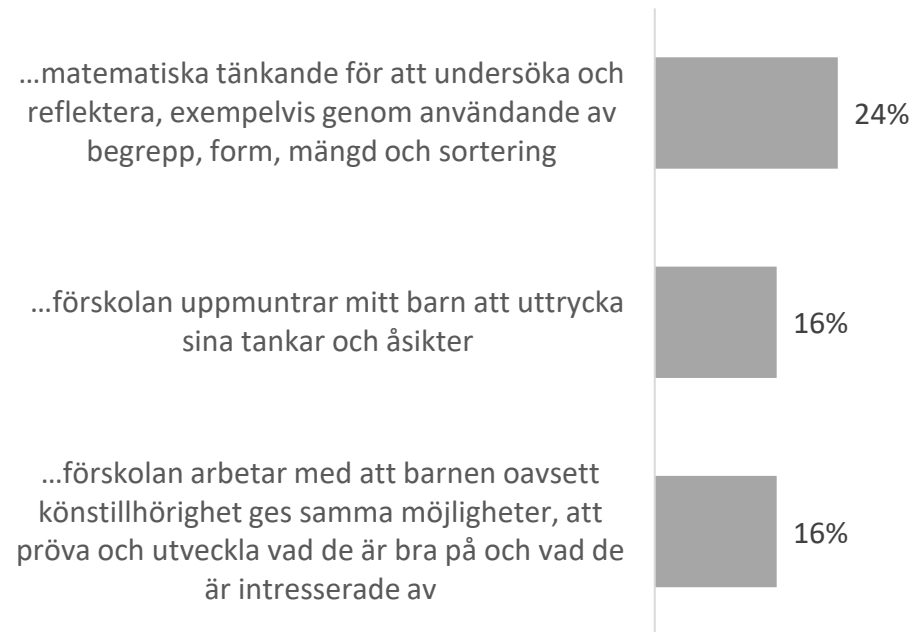 …matematiska tänkande för att undersöka och
reflektera, exempelvis genom användande av
begrepp, form, mängd och sortering
24%
…förskolan uppmuntrar mitt barn att uttrycka
sina tankar och åsikter
16%
…förskolan arbetar med att barnen oavsett
könstillhörighet ges samma möjligheter, att
pröva och utveckla vad de är bra på och vad de
är intresserade av
16%